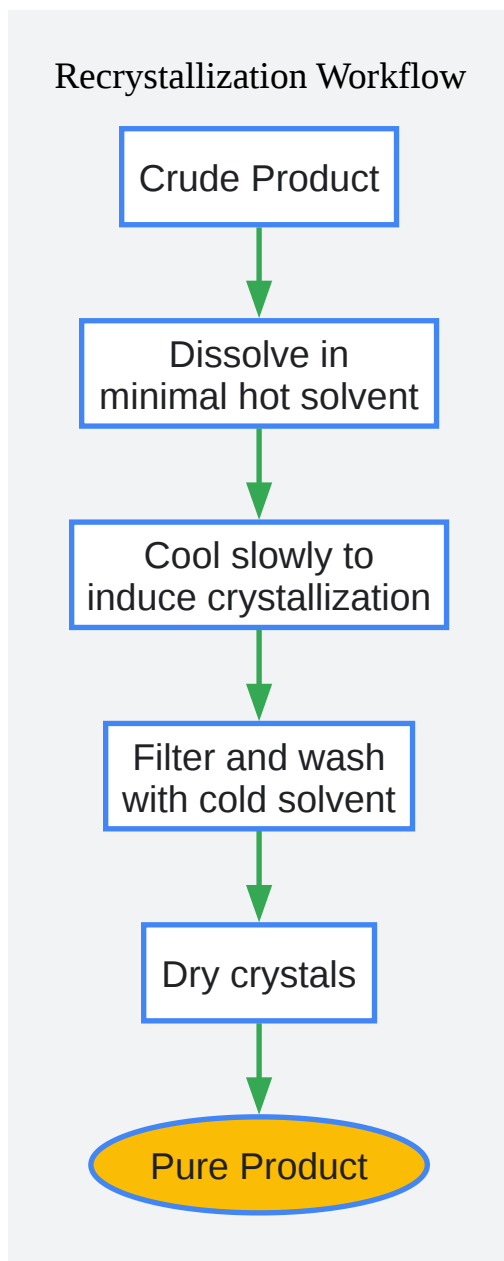 Recrystallization Workflow
Crude Product
Dissolve in
minimal hot solvent
Cool slowly to
induce crystallization
Filter and wash
with cold solvent
Dry crystals
Pure Product